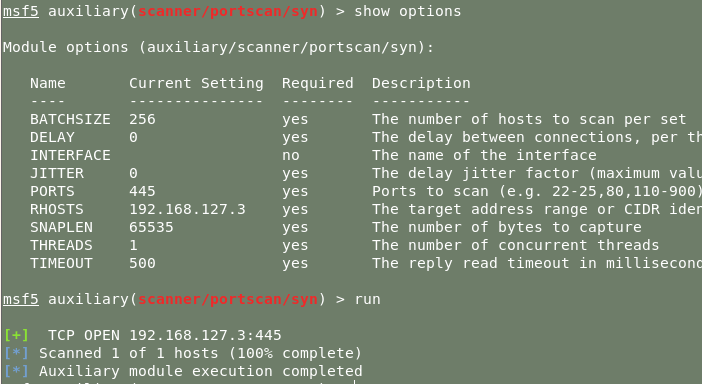 msf5 auxiliary(scanner/portscan/syn) > show options
Module options (auxiliary/scanner/portscan/syn):
Name Current Setting Required Description
---- --------------- -------- -----------
BATCHSIZE 256 yes The number of hosts to scan per set
DELAY 0 yes The delay between connections, per th
INTERFACE no The name of the interface
JITTER 0 yes The delay jitter factor (maximum valu
PORTS 445 yes Ports to scan (e.g. 22-25,80,110-900)
RHOSTS 192.168.127.3 yes The target address range or CIDR iden
SNAPLEN 65535 yes The number of bytes to capture
THREADS 1 yes The number of concurrent threads
TIMEOUT 500 yes The reply read timeout in millisecond
msf5 auxiliary(scanner/portscan/syn) > run
[+] TCP OPEN 192.168.127.3:445
[*] Scanned 1 of 1 hosts (100% complete)
[*] Auxiliary module execution completed